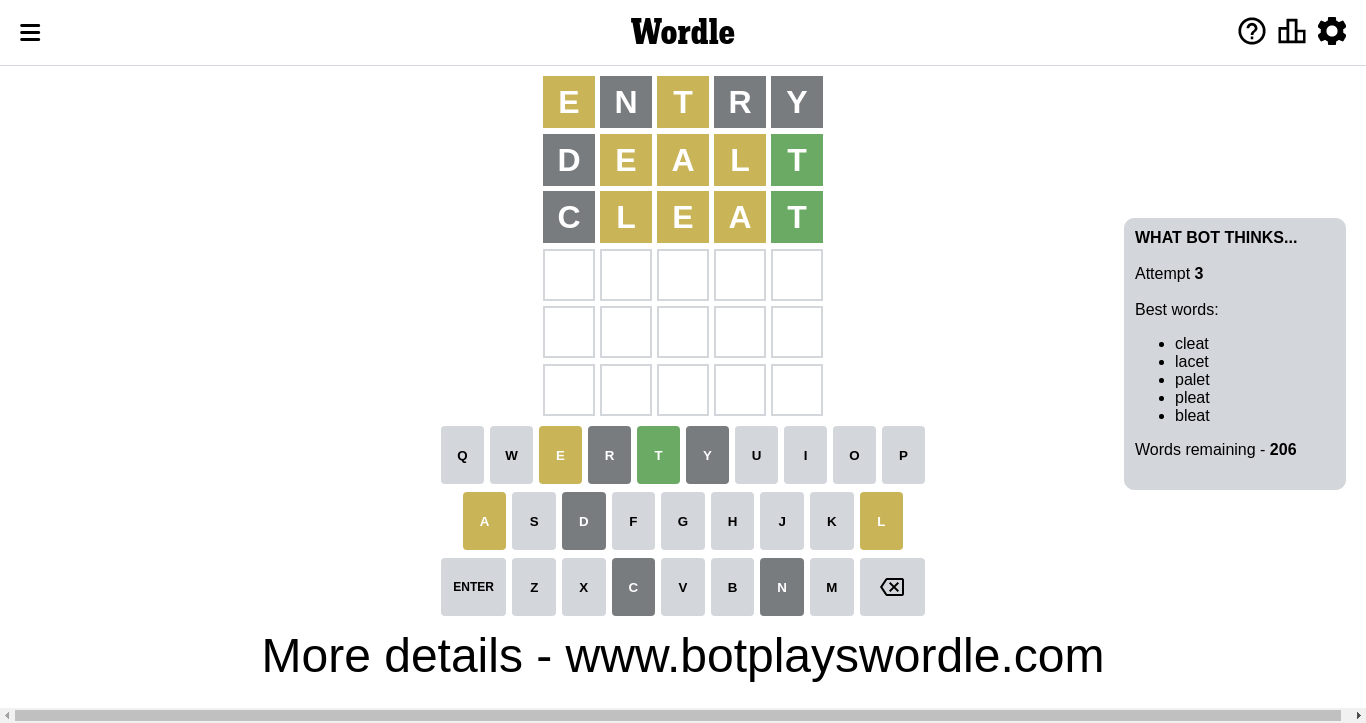 Wordle
E N T R Y
D E A L T
C L E A T
WHAT BOT THINKS...
Attempt 3
Best words:
cleat
lacet
palet
pleat
bleat
Words remaining - 206
Q W E R T Y U I O P
A S D F G H J K L
ENTER Z X C V B N M
More details - www.botplayswordle.com